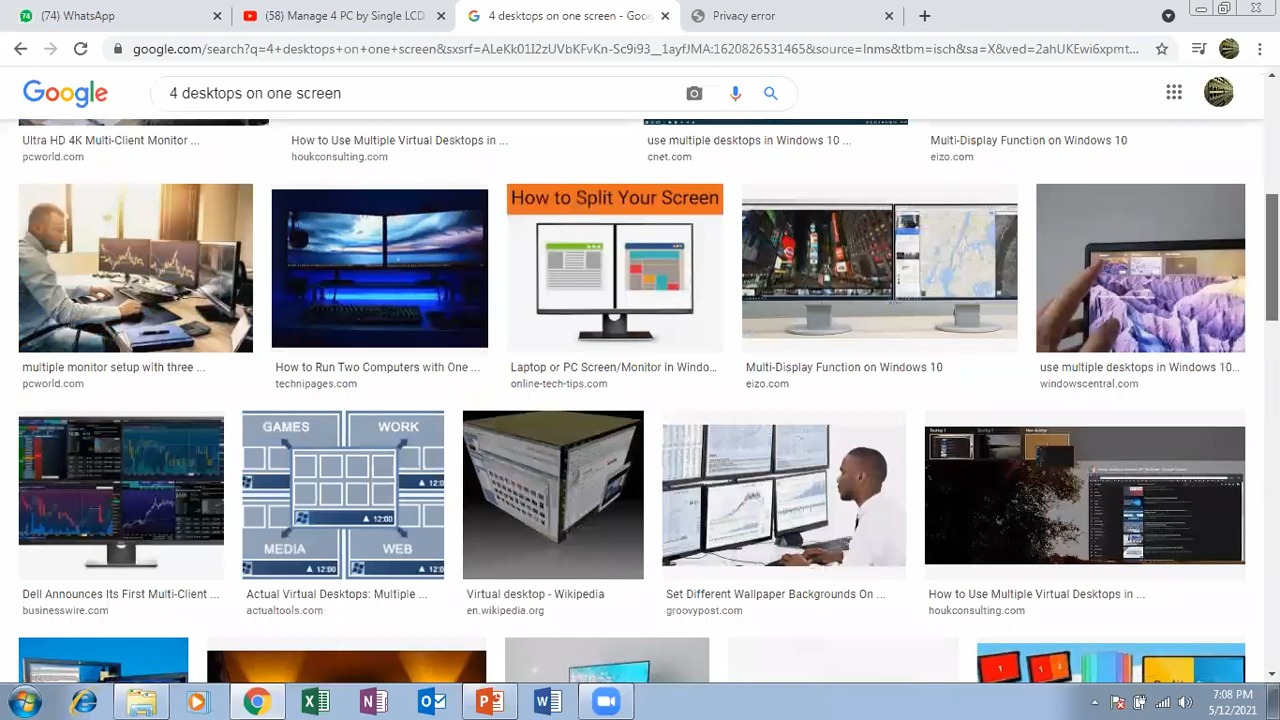 (74) WhatsApp
(58) Manage 4 PC by Single LCD
4 desktops on one screen - Goo
Privacy error
google.com/search?q=4+desktops+on+one+screen&sxsrf=ALeKk01I2zUVbKFvKn-Sc9i93__1ayfJMA:1620826531465&source=lnms&tbm=isch&sa=X&ved=2ahUKEwi6xpmt...
Google
4 desktops on one screen
Ultra HD 4K Multi-Client Monitor ...
pcworld.com
How to Use Multiple Virtual Desktops in ...
houkconsulting.com
use multiple desktops in Windows 10 ...
cnet.com
Multi-Display Function on Windows 10
eizo.com
How to Split Your Screen
multiple monitor setup with three ...
pcworld.com
How to Run Two Computers with One ...
technipages.com
Laptop or PC Screen/Monitor in Windo...
online-tech-tips.com
Multi-Display Function on Windows 10
eizo.com
use multiple desktops in Windows 10...
windowscentral.com
GAMES
WORK
12:00
12:00
MEDIA
WEB
12:00
12:00
Dell Announces Its First Multi-Client ...
businesswire.com
Actual Virtual Desktops: Multiple ...
actualtools.com
Virtual desktop - Wikipedia
en.wikipedia.org
Set Different Wallpaper Backgrounds On ...
groovypost.com
How to Use Multiple Virtual Desktops in ...
houkconsulting.com
7:08 PM
5/12/2021